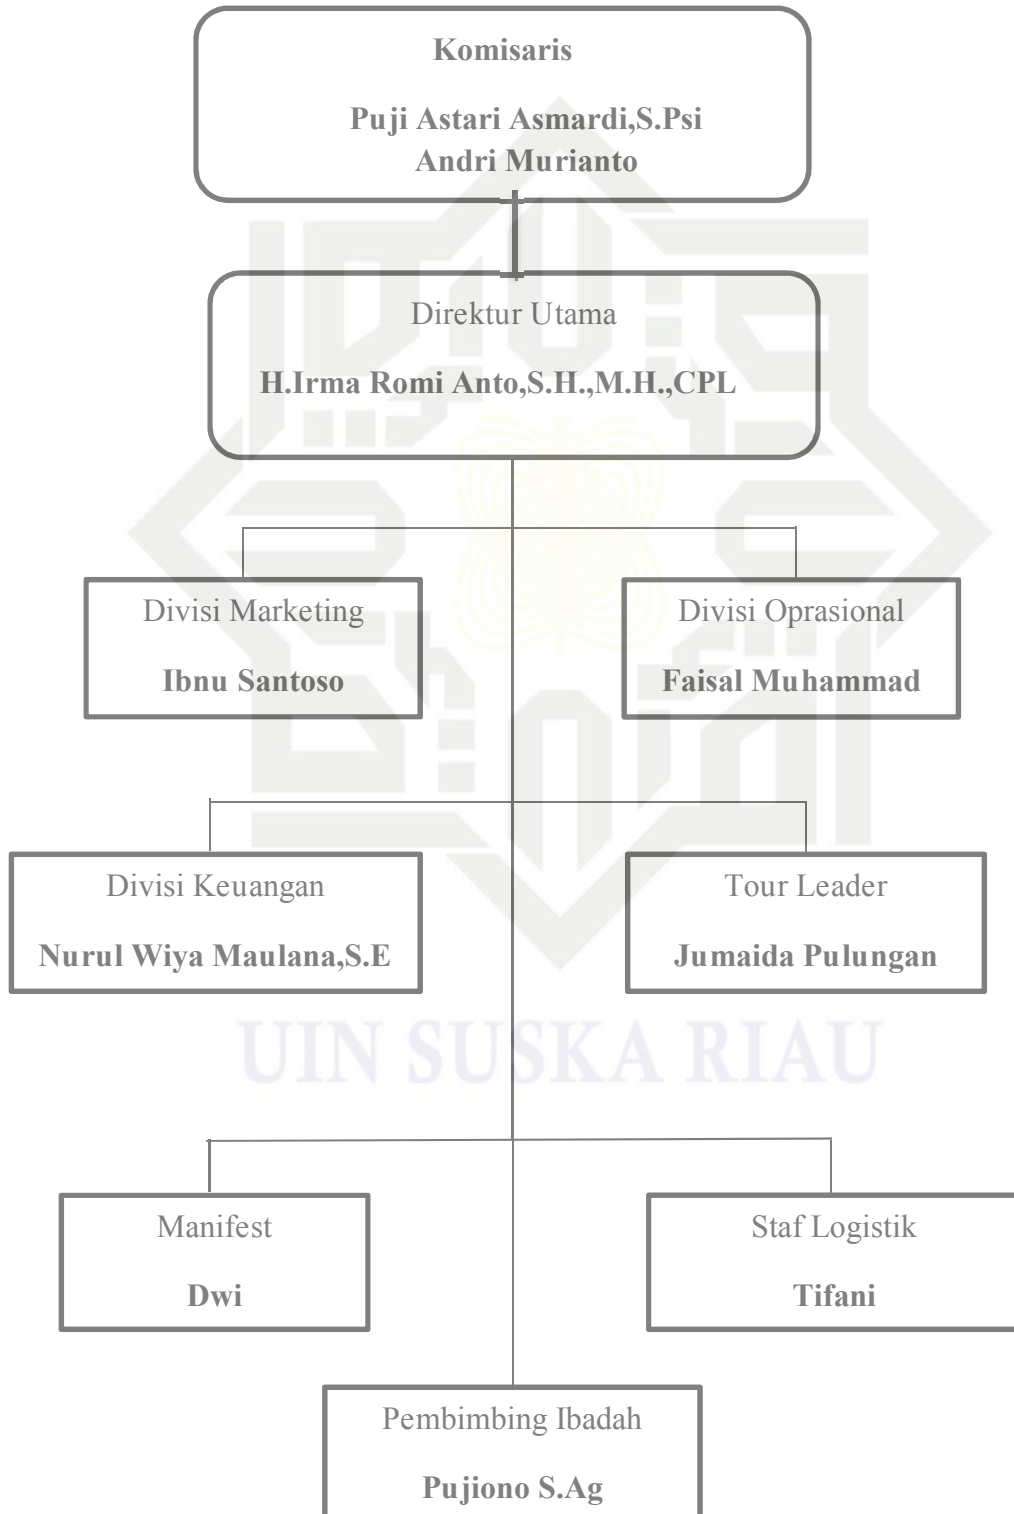 Komisaris
Puji Astari Asmardi,S.Psi
Andri Murianto
Direktur Utama
H.Irma Romi Anto,S.H.,M.H.,CPL
Divisi Marketing
Ibnu Santoso
Divisi Oprasional
Faisal Muhammad
Divisi Keuangan
Nurul Wiya Maulana,S.E
Tour Leader
Jumaida Pulungan
UIN SUSKA RIAU
Manifest
Dwi
Staf Logistik
Tifani
Pembimbing Ibadah
Pujiono S.Ag